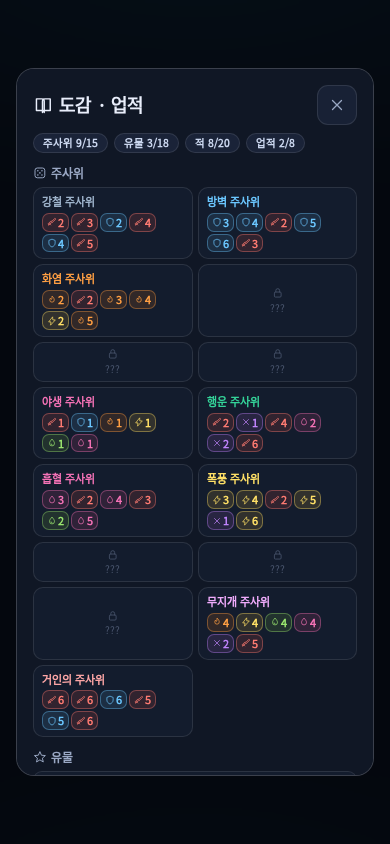 도감 · 업적
주사위 9/15 유물 3/18 적 8/20 업적 2/8
주사위
강철 주사위
2 3 2 4
4 5
방벽 주사위
3 4 2 5
6 3
화염 주사위
2 2 3 4
2 5
???
???
???
야생 주사위
1 1 1 1
1 1
행운 주사위
2 1 4 2
2 6
흡혈 주사위
3 2 4 3
2 5
폭풍 주사위
3 4 2 5
1 6
???
???
???
무지개 주사위
4 4 4 4
2 5
거인의 주사위
6 6 6 5
5 6
유물